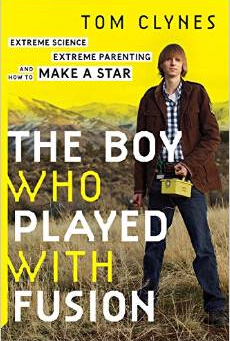 TOM CLYNES
EXTREME SCIENCE
EXTREME PARENTING
AND
HOW TO MAKE A STAR
THE BOY
WHO
PLAYED
WITH
FUSION